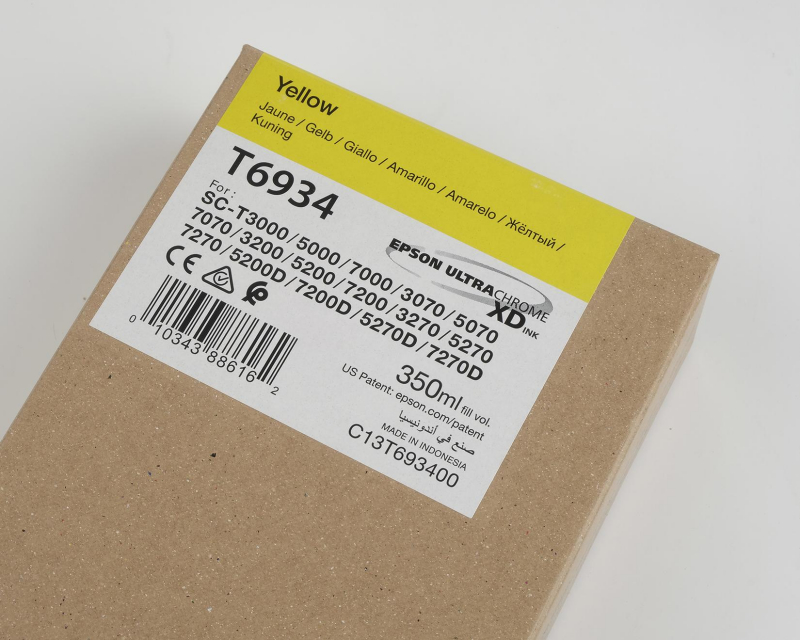 Yellow
Jaune / Gelb / Giallo / Amarillo / Amarelo / Жёлтый /
Kuning
T6934
For :
SC-T3000 / 5000 / 7000 / 3070 / 5070
7070 / 3200 / 5200 / 7200 / 3270 / 5270
7270 / 5200D / 7200D / 5270D / 7270D
EPSON ULTRACHROME
XD INK
CE
0 10343 88616 2
350ml fill vol.
US Patent: epson.com/patent
صنع في أندونيسيا
MADE IN INDONESIA
C13T693400